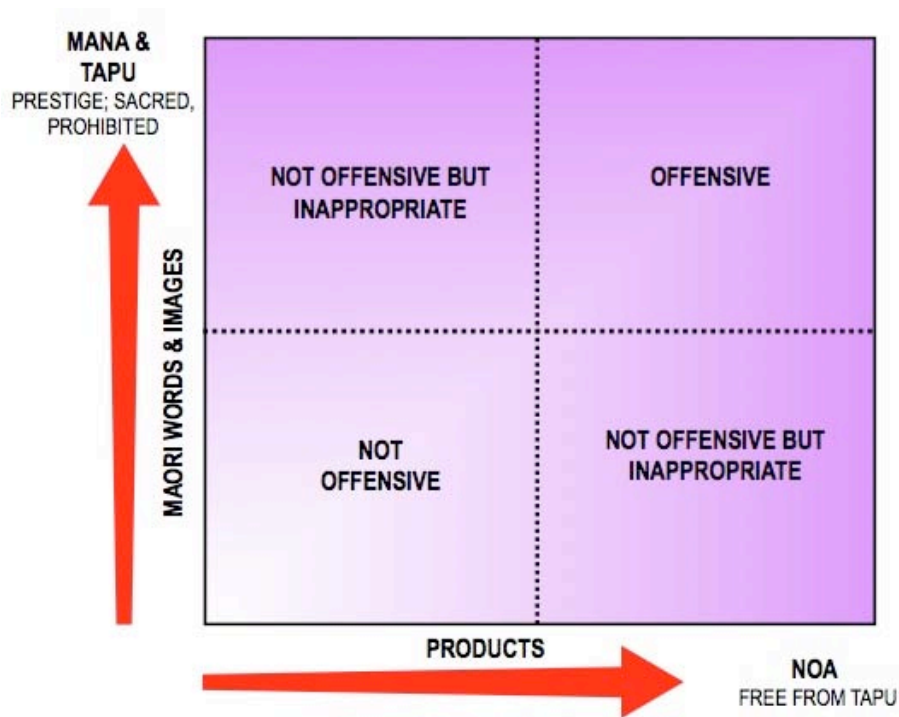 MANA &
TAPU
PRESTIGE; SACRED,
PROHIBITED
MAORI WORDS & IMAGES
NOT OFFENSIVE BUT
INAPPROPRIATE
OFFENSIVE
NOT
OFFENSIVE
NOT OFFENSIVE BUT
INAPPROPRIATE
PRODUCTS
NOA
FREE FROM TAPU